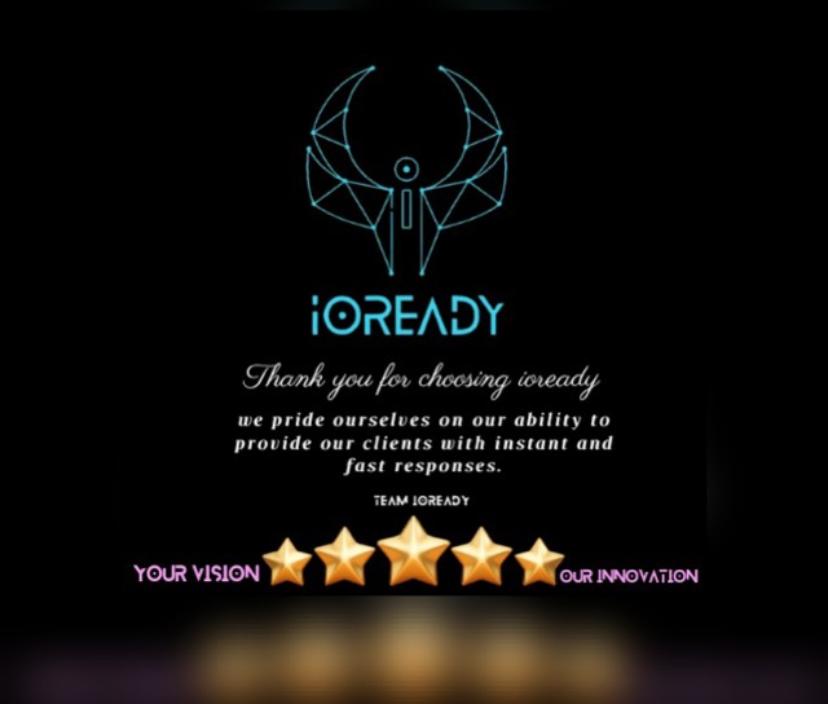 iOREADY
Thank you for choosing ioready
we pride ourselves on our ability to
provide our clients with instant and
fast responses.
TEAM IOREADY
YOUR VISION
OUR INNOVATION